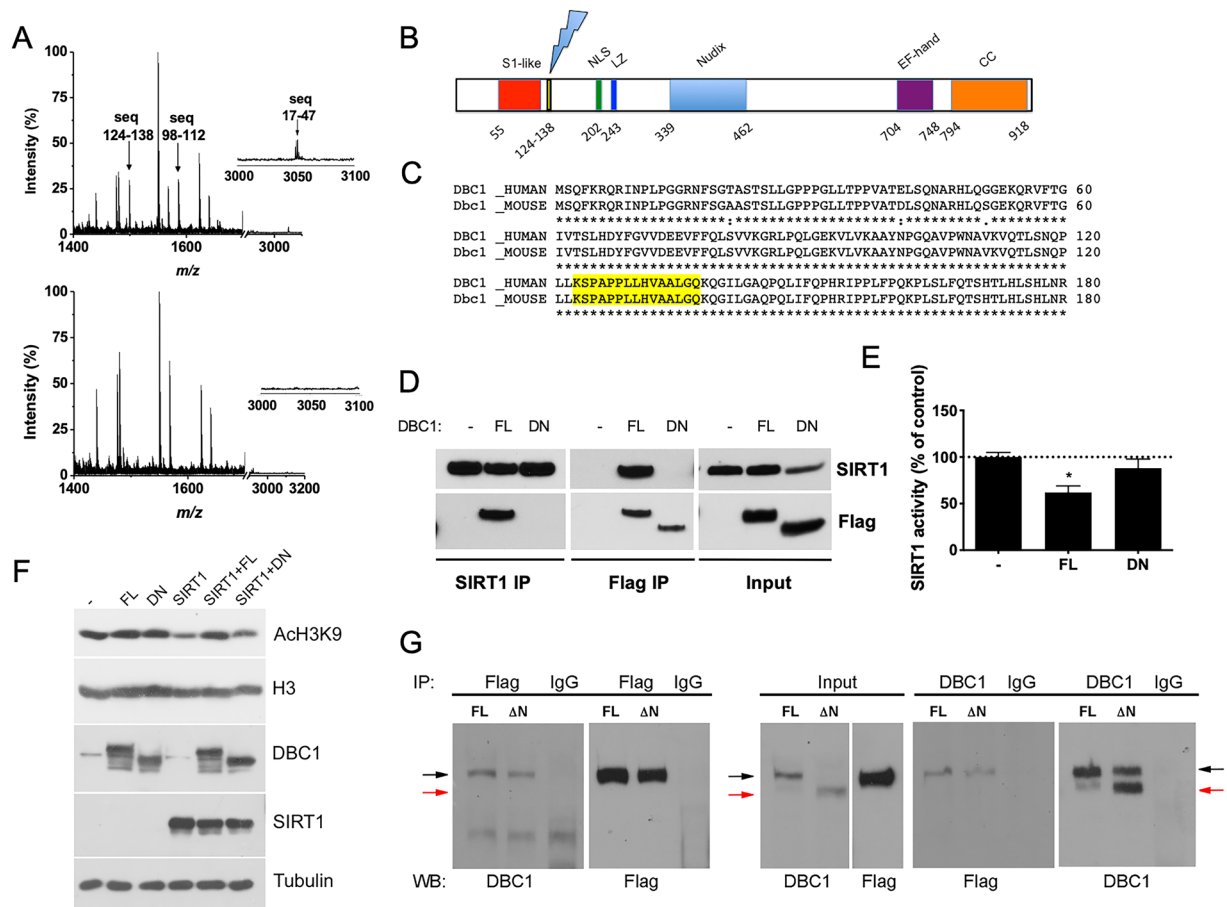 A
100
75
50
25
0
Intensity (%)
seq
124-138
seq
98-112
seq
17-47
3000 3050 3100
1400 1600 3000
m/z
100
75
50
25
0
Intensity (%)
3000 3050 3100
1400 1600 3000 3200
m/z
B
S1-like
NLS
LZ
Nudix
EF-hand
CC
55
124-138
202
243
339
462
704
748
794
918
C
DBC1 _HUMAN MSQFKRQRINPLPGGRNFSGTASTSLLGPPPGLLTPPVATELSQNARHLQGGEKQRVFTG 60
Dbc1 _MOUSE MSQFKRQRINPLPGGRNFSGAASTSLLGPPPGLLTPPVATDLSQNARHLQSGEKQRVFTG 60
********************:*******************:*********.*********
DBC1 _HUMAN IVTSLHDYFGVVDEEVFFQLSVVKGRLPQLGEKVLVKAAYNPGQAVPWNAVKVQTLSNQP 120
Dbc1 _MOUSE IVTSLHDYFGVVDEEVFFQLSVVKGRLPQLGEKVLVKAAYNPGQAVPWNAVKVQTLSNQP 120
************************************************************
DBC1 _HUMAN LLKSPAPPLLHVAALGQKQGILGAQPQLIFQPHRIPPLFPQKPLSLFQTSHTLHLSHLNR 180
Dbc1 _MOUSE LLKSPAPPLLHVAALGQKQGILGAQPQLIFQPHRIPPLFPQKPLSLFQTSHTLHLSHLNR 180
************************************************************
D
DBC1: - FL DN - FL DN - FL DN
SIRT1
Flag
SIRT1 IP Flag IP Input
E
SIRT1 activity (% of control)
150
100
50
0
*
- FL DN
F
- FL DN SIRT1 SIRT1+FL SIRT1+DN
AcH3K9
H3
DBC1
SIRT1
Tubulin
G
IP: Flag IgG Flag IgG Input DBC1 IgG DBC1 IgG
FL ΔN FL ΔN FL ΔN FL ΔN FL ΔN
WB: DBC1 Flag DBC1 Flag Flag DBC1